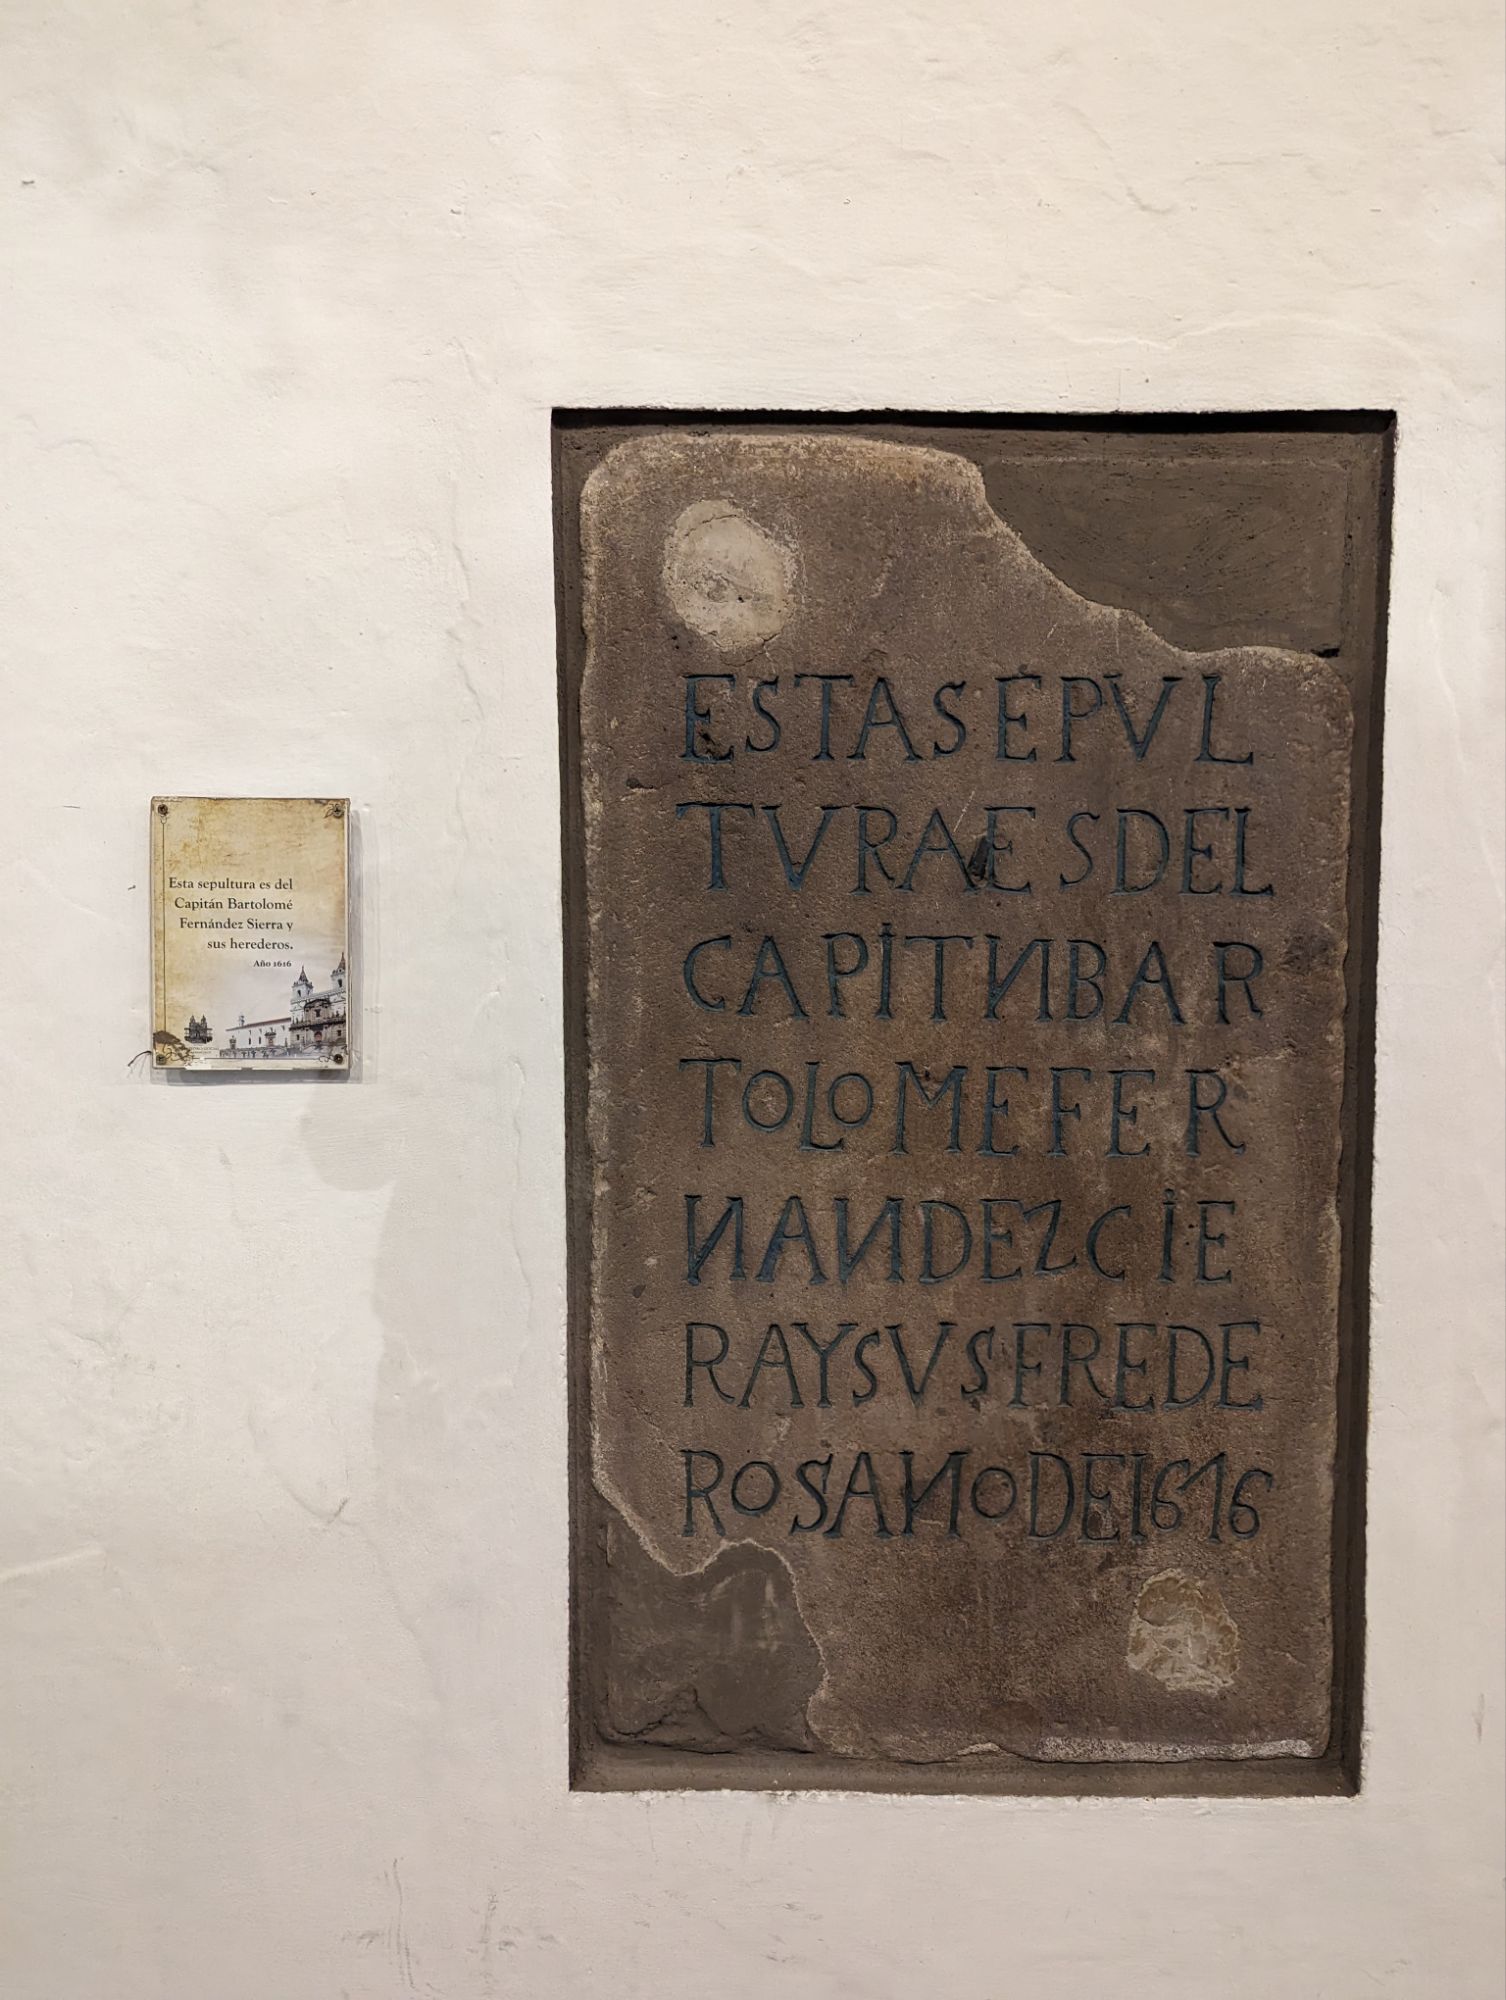 Esta sepultura es del
Capitán Bartolomé
Fernández Sierra y
sus herederos.
Año 1616
ESTASEPVL
TVRAESDEL
CAPITNBAR
TOLOMEFER
NANDEZCIE
RAYSVSEREDE
ROSANODE1616